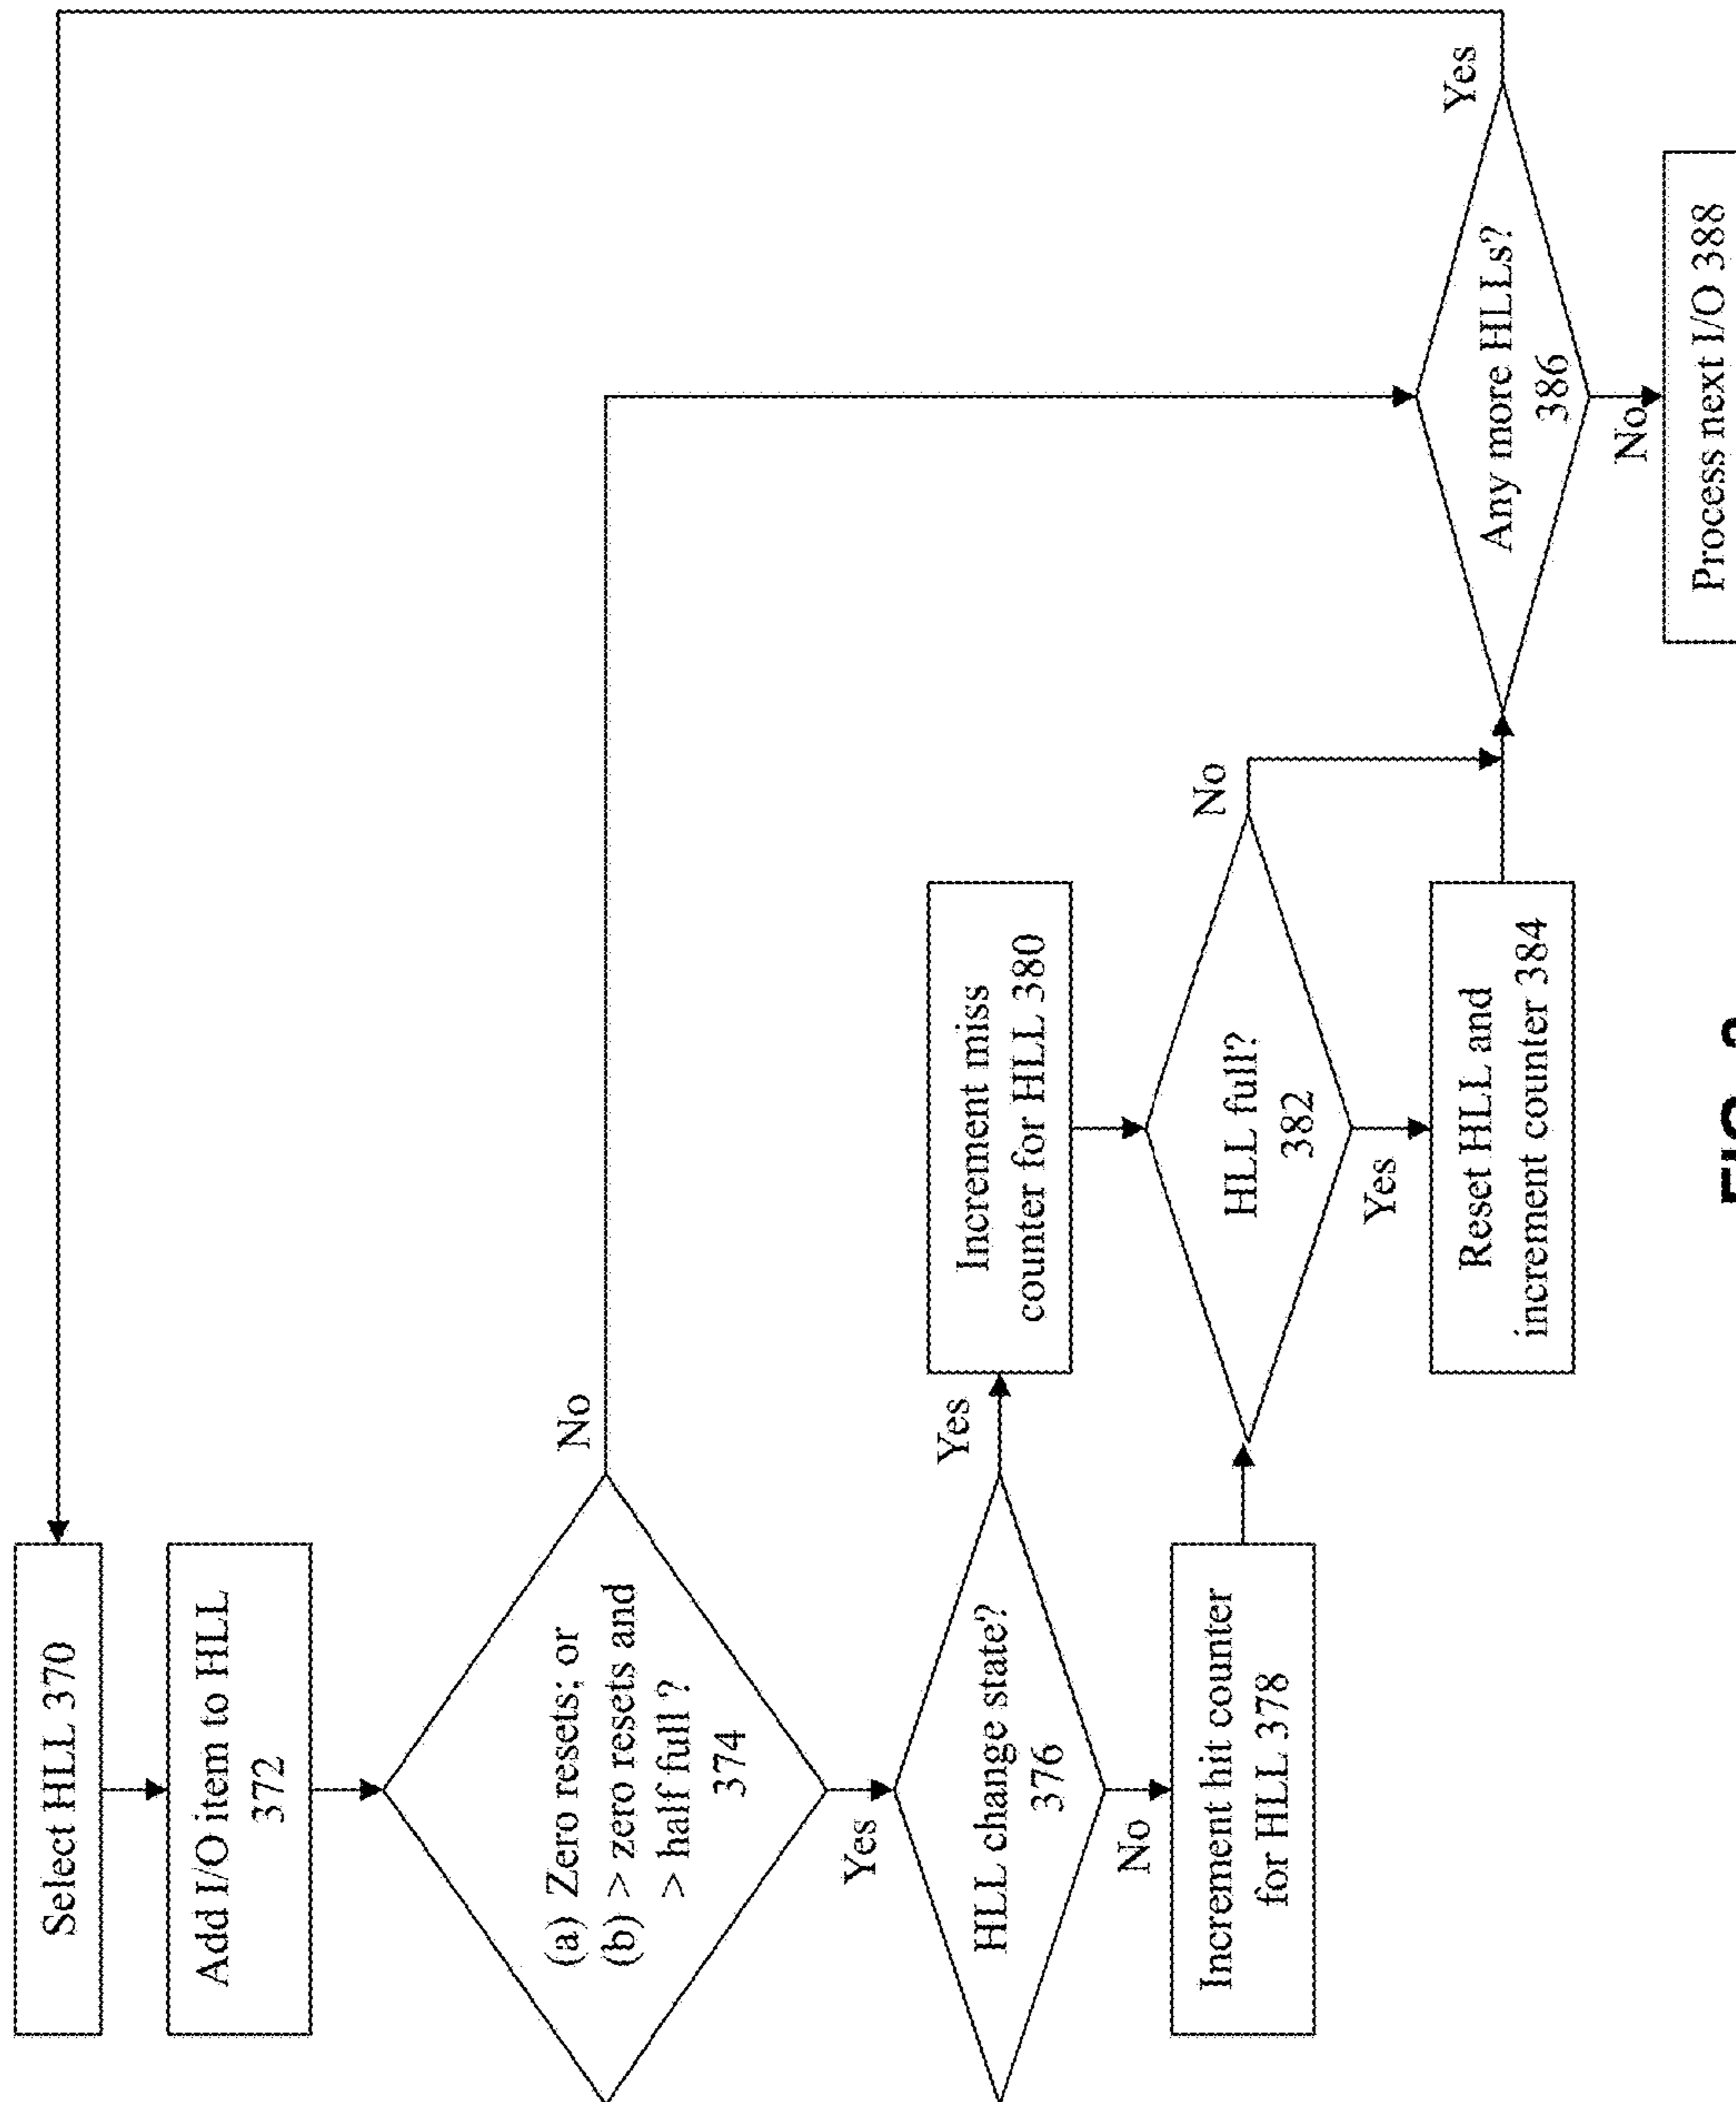 Select HLL 370
Add I/O item to HLL
372
(a) Zero resets; or
(b) > zero resets and
> half full ?
374
No
Yes
HLL change state?
376
Yes
No
Increment hit counter
for HLL 378
Increment miss
counter for HLL 380
HLL full?
382
No
Yes
Reset HLL and
increment counter 384
Any more HLLs?
386
Yes
No
Process next I/O 388